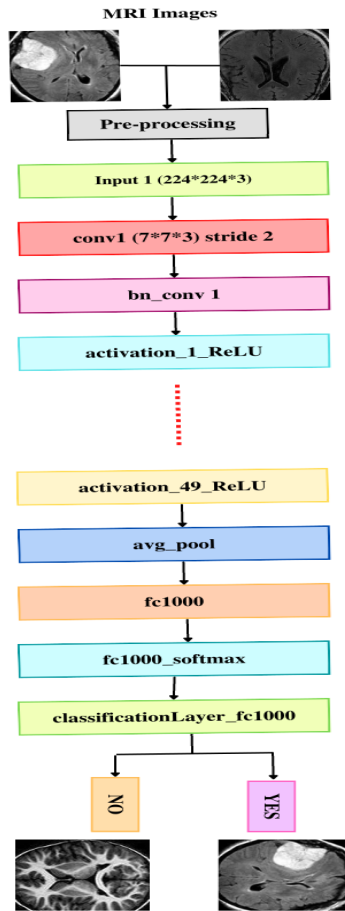 MRI Images
Pre-processing
Input 1 (224*224*3)
conv1 (7*7*3) stride 2
bn_conv 1
activation_1_ReLU
activation_49_ReLU
avg_pool
fc1000
fc1000_softmax
classificationLayer_fc1000
NO
YES